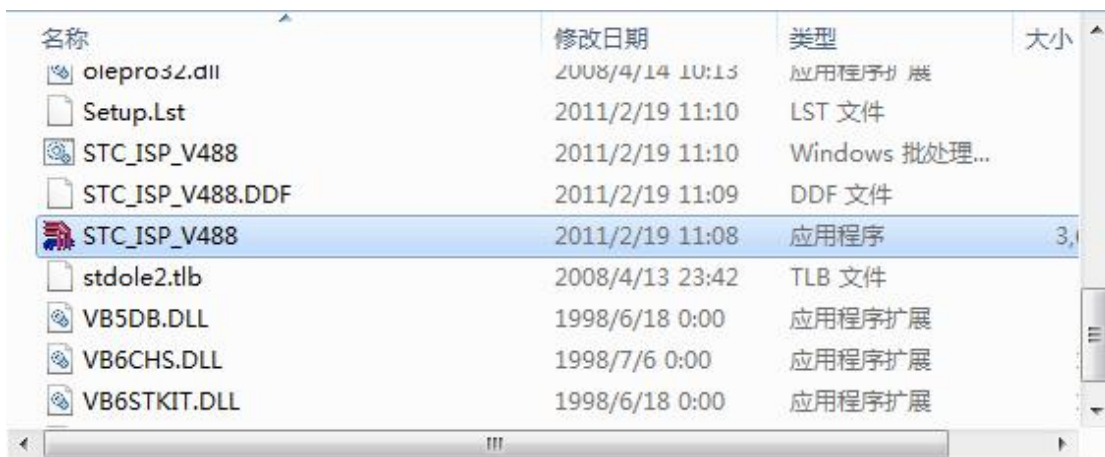 名称 修改日期 类型 大小
olepro32.dll 2008/4/14 10:13 应用程序扩展
Setup.Lst 2011/2/19 11:10 LST 文件
STC_ISP_V488 2011/2/19 11:10 Windows 批处理...
STC_ISP_V488.DDF 2011/2/19 11:09 DDF 文件
STC_ISP_V488 2011/2/19 11:08 应用程序 3,
stdole2.tlb 2008/4/13 23:42 TLB 文件
VB5DB.DLL 1998/6/18 0:00 应用程序扩展
VB6CHS.DLL 1998/7/6 0:00 应用程序扩展
VB6STKIT.DLL 1998/6/18 0:00 应用程序扩展